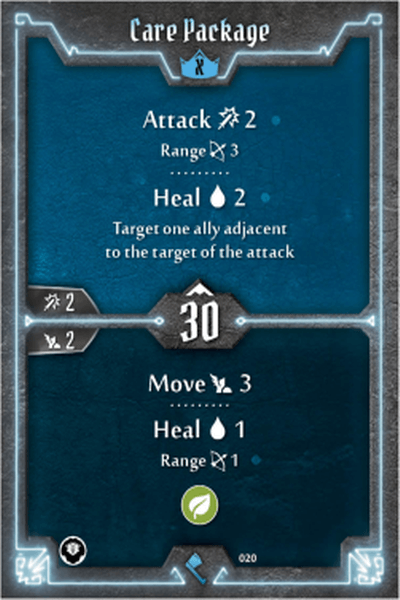 Care Package
X
Attack 2
Range 3
Heal 2
Target one ally adjacent
to the target of the attack
2
30
2
Move 3
Heal 1
Range 1
020